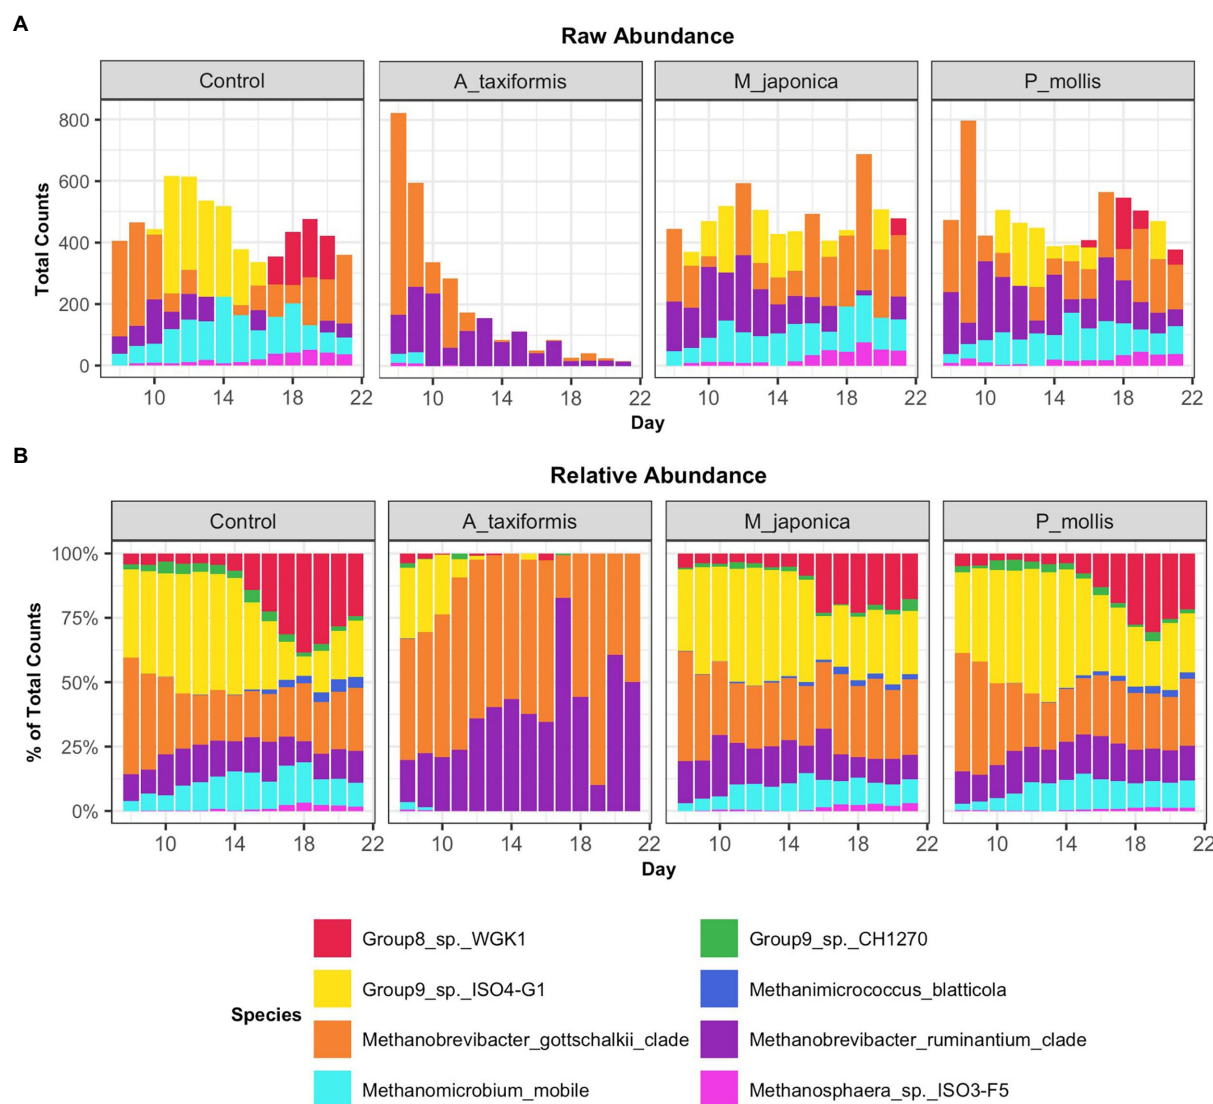 A
Raw Abundance
Control A_taxiformis M_japonica P_mollis
800
600
400
200
0
Total Counts
10 14 18 22 10 14 18 22 10 14 18 22 10 14 18 22
Day
B
Relative Abundance
Control A_taxiformis M_japonica P_mollis
100%
75%
50%
25%
0%
% of Total Counts
10 14 18 22 10 14 18 22 10 14 18 22 10 14 18 22
Day
Species
Group8_sp._WGK1 Group9_sp._CH1270
Group9_sp._ISO4-G1 Methanimicrococcus_blatticola
Methanobrevibacter_gottschalkii_clade Methanobrevibacter_ruminantium_clade
Methanomicrobium_mobile Methanosphaera_sp._ISO3-F5